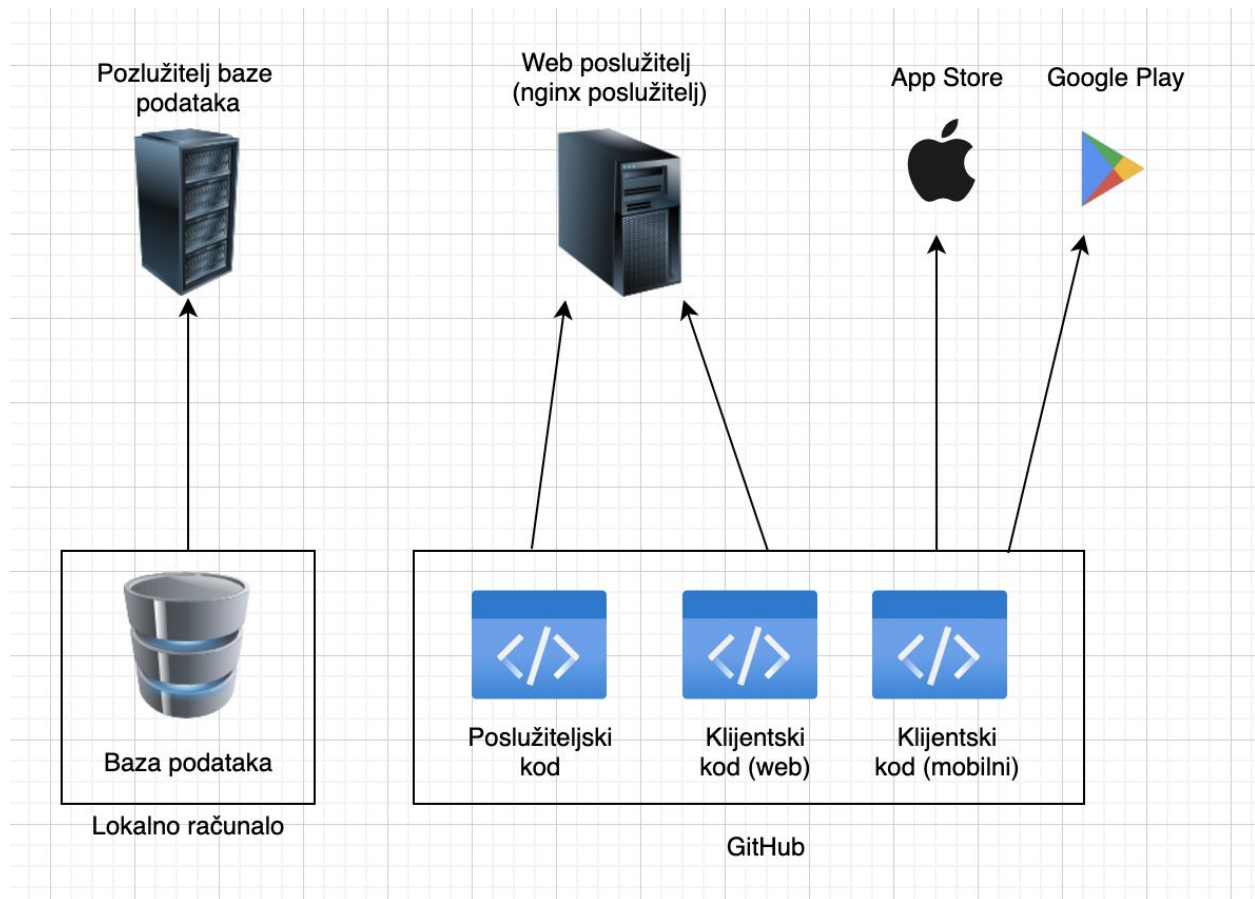 Pozlužitelj baze
podataka
Web poslužitelj
(nginx poslužitelj)
App Store
Google Play
Baza podataka
Lokalno računalo
Poslužiteljski
kod
Klijentski
kod (web)
Klijentski
kod (mobilni)
GitHub